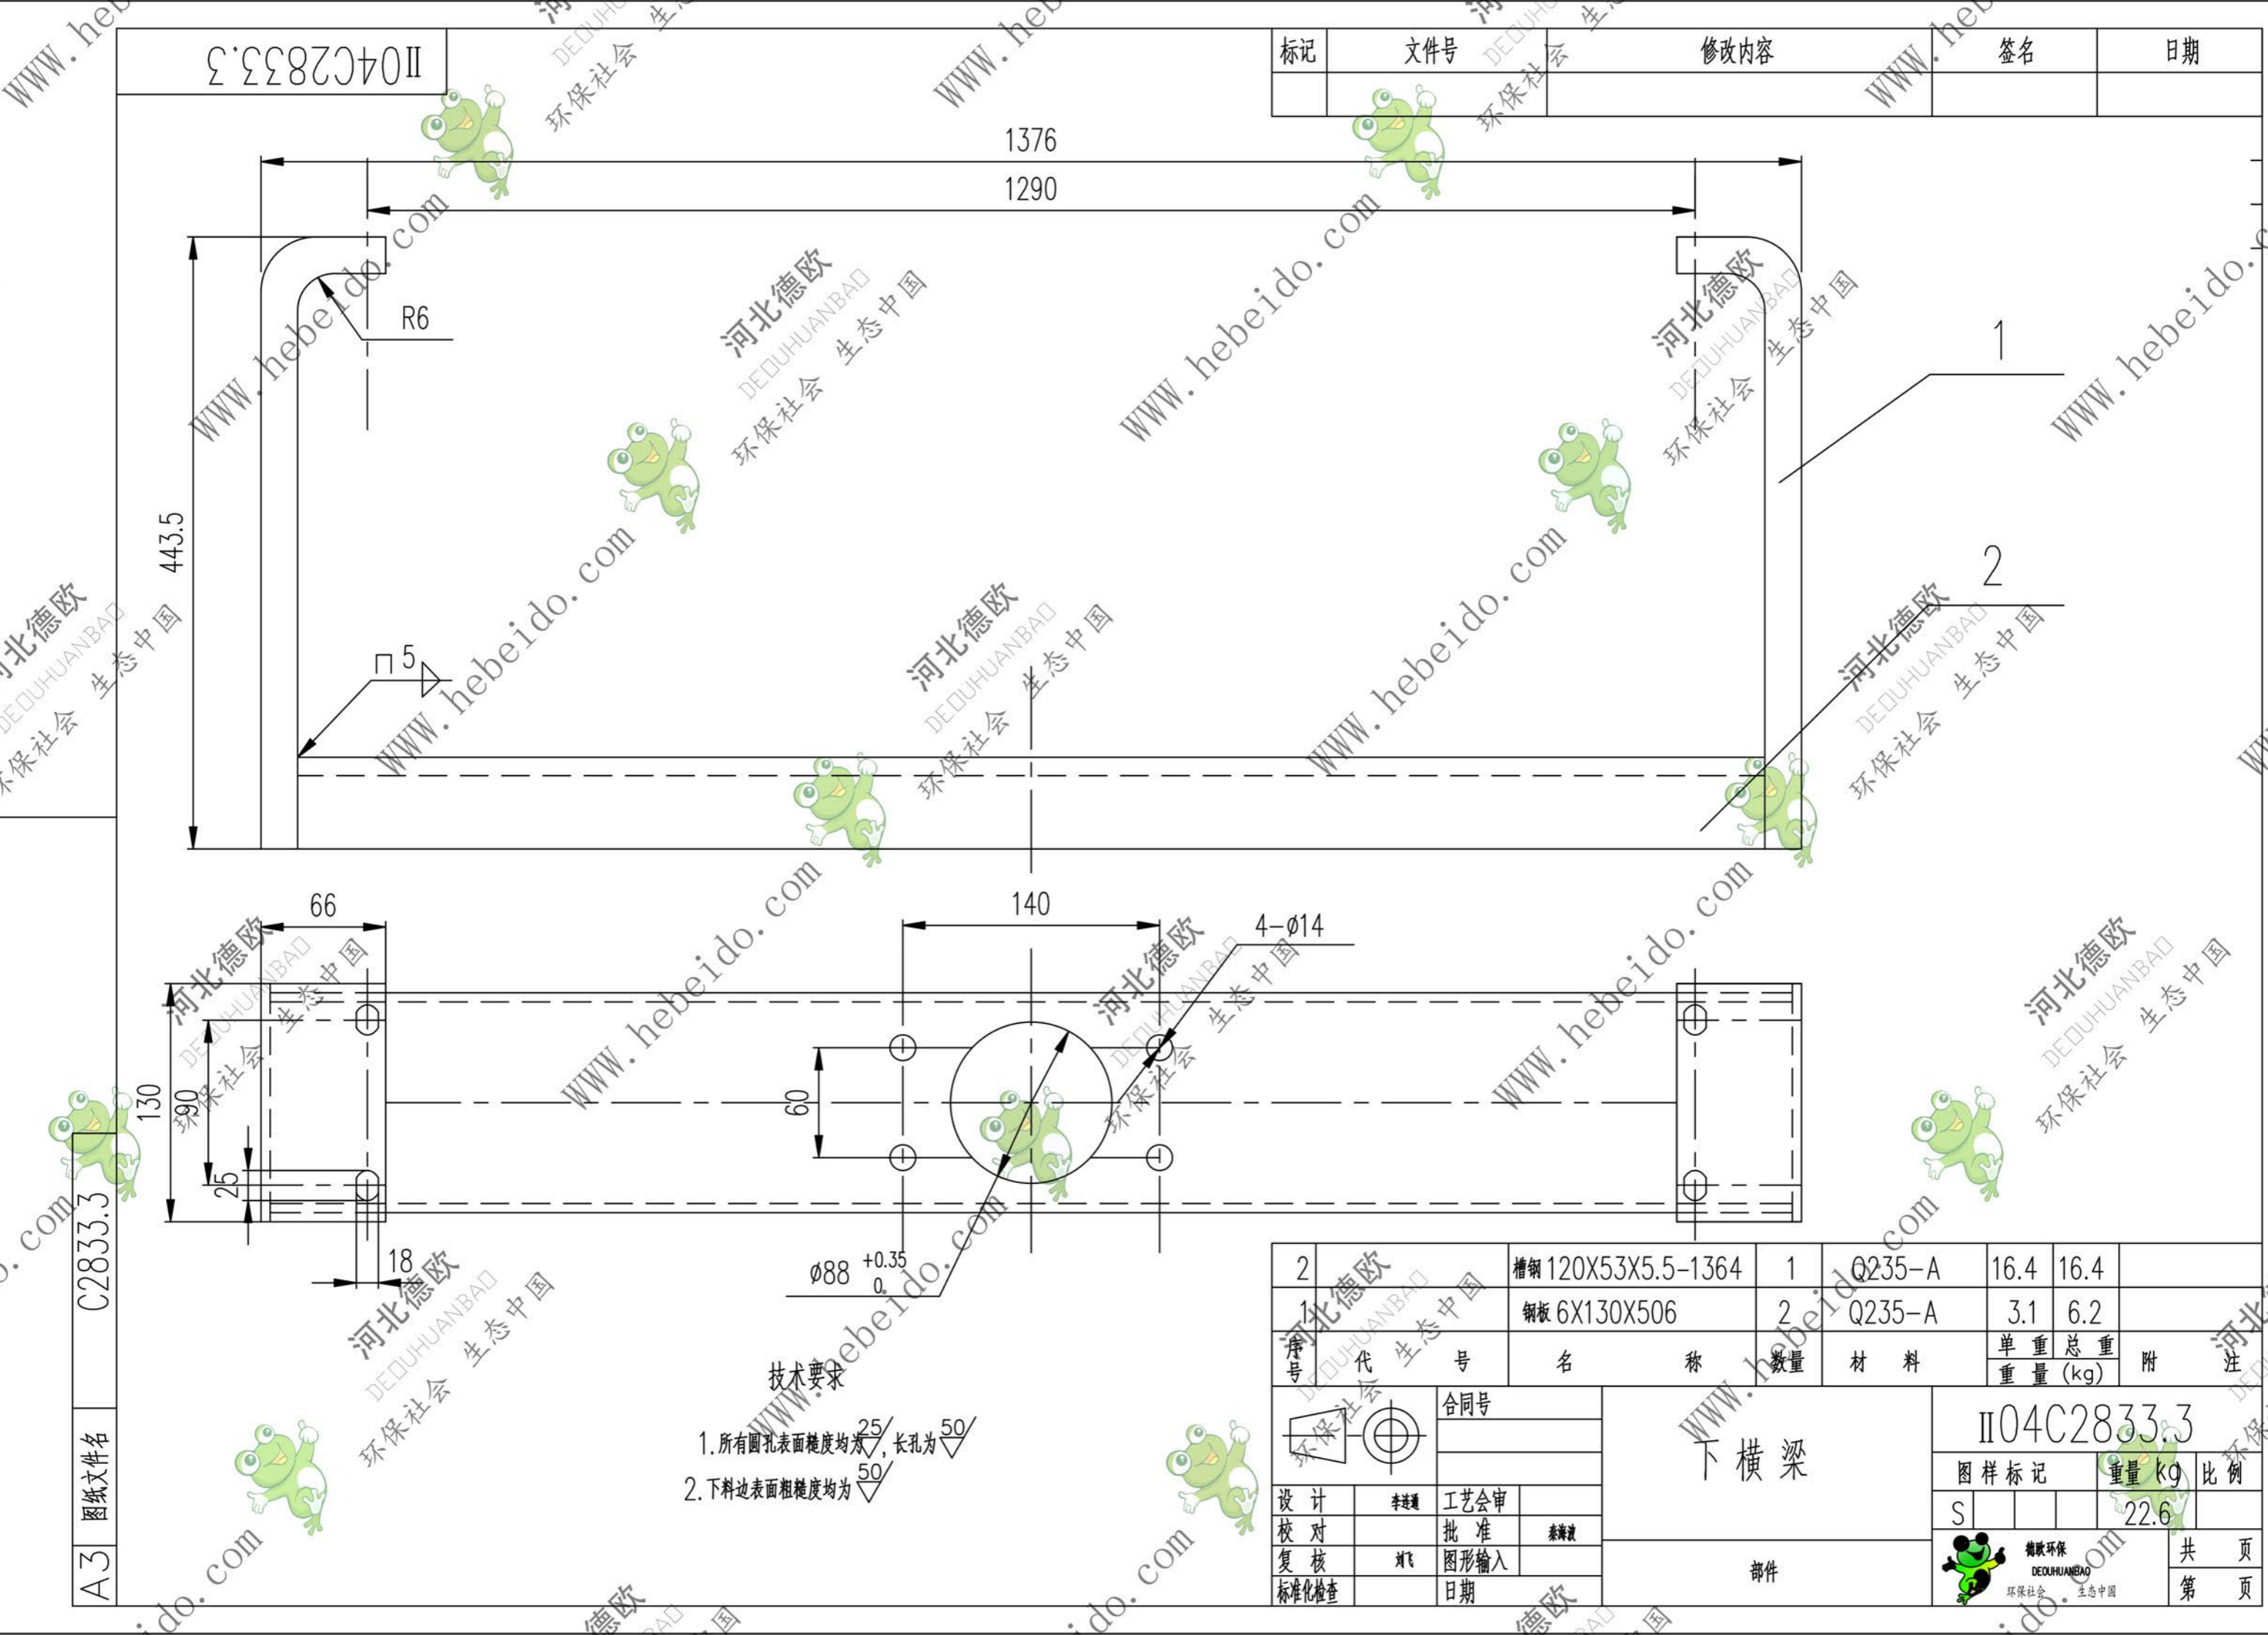 II04C2833.3
标记 文件号 修改内容 签名 日期
1376
1290
R6
443.5
1
2
5
66
140
4-ø14
130
90
60
25
18
ø88 +0.35 0
技术要求
1.所有圆孔表面糙度均为 25, 长孔为 50
2.下料边表面粗糙度均为 50
2 槽钢 120X53X5.5-1364 1 Q235-A 16.4 16.4
1 钢板 6X130X506 2 Q235-A 3.1 6.2
序号 代号 名称 数量 材料 单重 总重 附注
重量 (kg)
合同号
下横梁
II04C2833.3
图样标记 重量 kg 比例
S 22.6
设计 李连通 工艺会审
校对 批准 秦海波
复核 刘飞 图形输入
标准化检查 日期
部件
德欧环保
DEOUHUANBAO
环保社会 生态中国
共 页
第 页
C2833.3
图纸文件名
A3
河北德欧
DEOUHUANBAO
环保社会 生态中国
WWW.hebeido.com